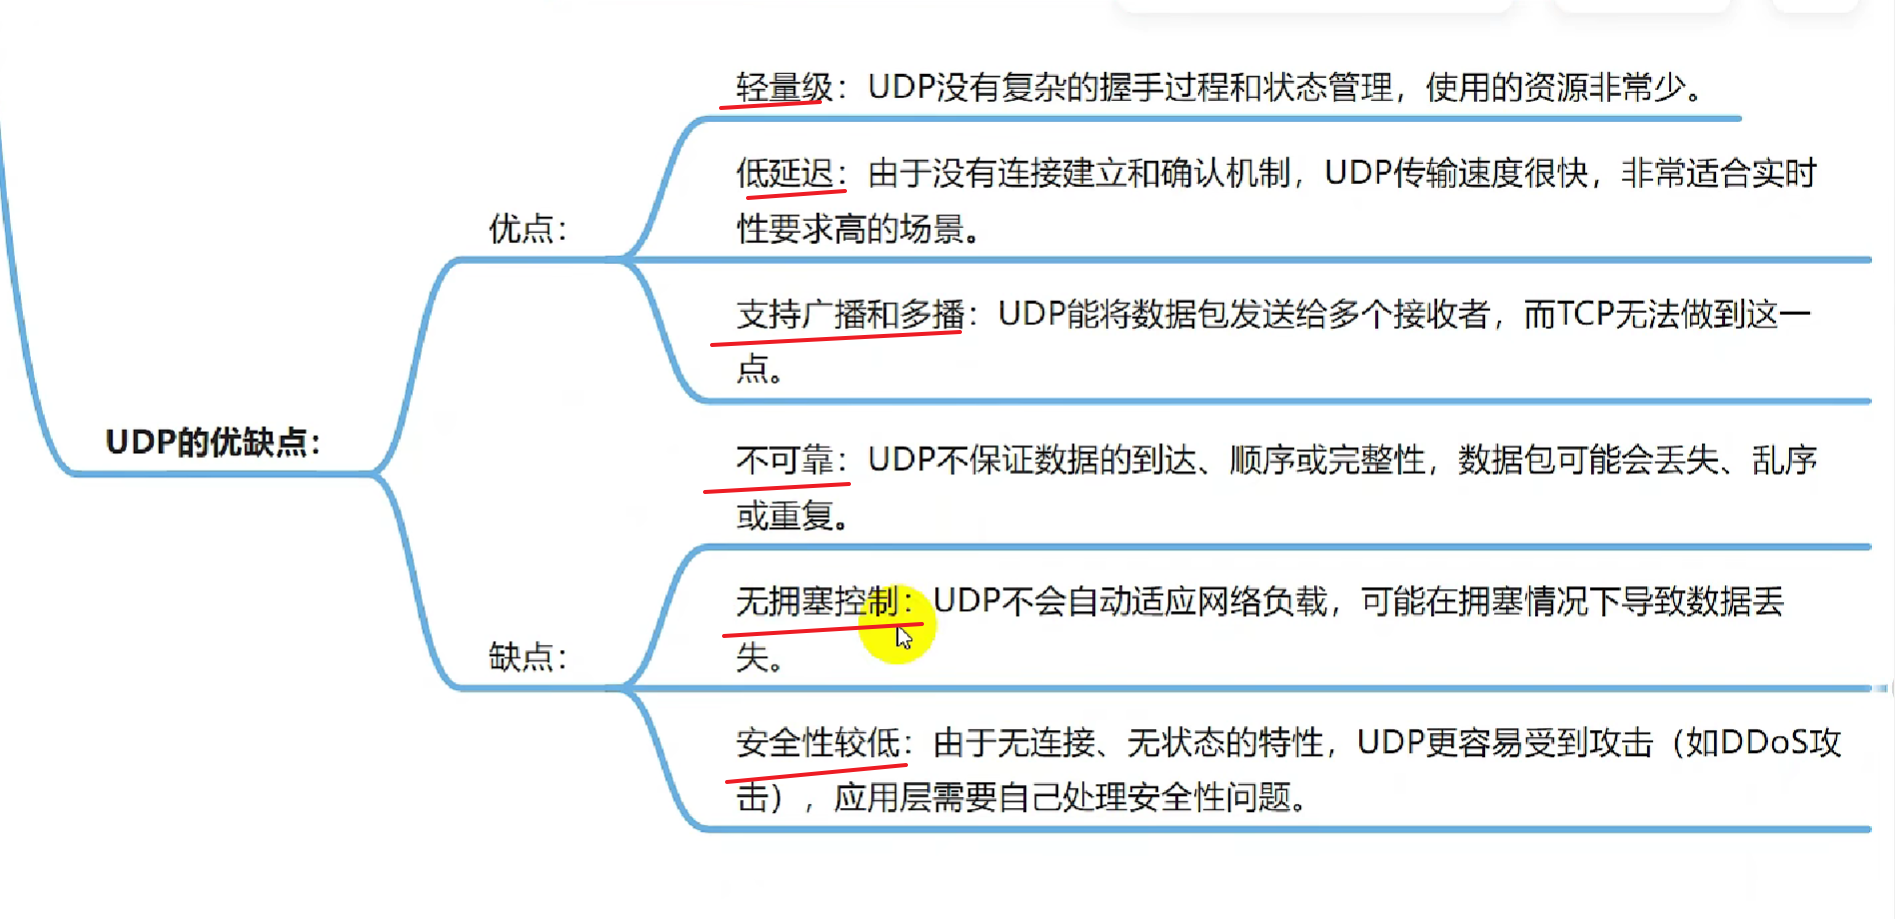 轻量级：UDP没有复杂的握手过程和状态管理，使用的资源非常少。
低延迟：由于没有连接建立和确认机制，UDP传输速度很快，非常适合实时
性要求高的场景。
优点：
支持广播和多播：UDP能将数据包发送给多个接收者，而TCP无法做到这一
点。
UDP的优缺点：
不可靠：UDP不保证数据的到达、顺序或完整性，数据包可能会丢失、乱序
或重复。
无拥塞控制：UDP不会自动适应网络负载，可能在拥塞情况下导致数据丢
失。
缺点：
安全性较低：由于无连接、无状态的特性，UDP更容易受到攻击（如DDoS攻
击），应用层需要自己处理安全性问题。